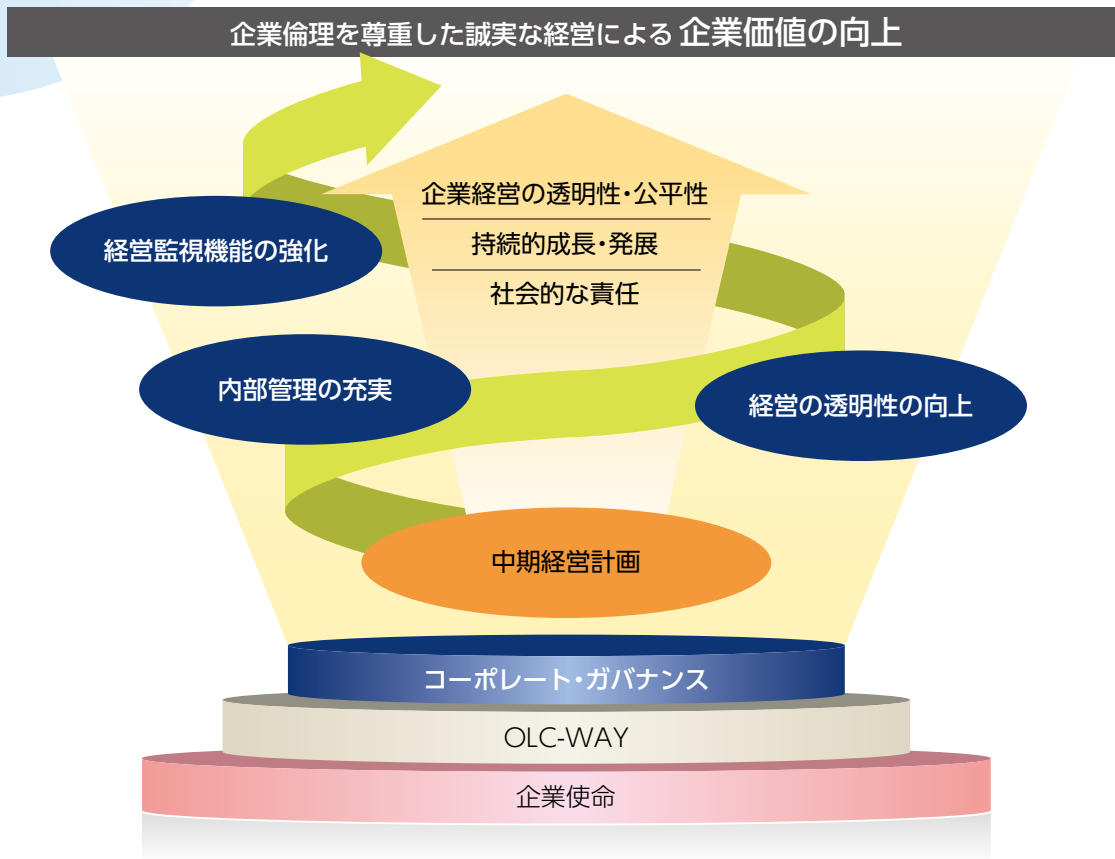 企業倫理を尊重した誠実な経営による 企業価値の向上
企業経営の透明性・公平性
持続的成長・発展
社会的な責任
経営監視機能の強化
内部管理の充実
経営の透明性の向上
中期経営計画
コーポレート・ガバナンス
OLC-WAY
企業使命